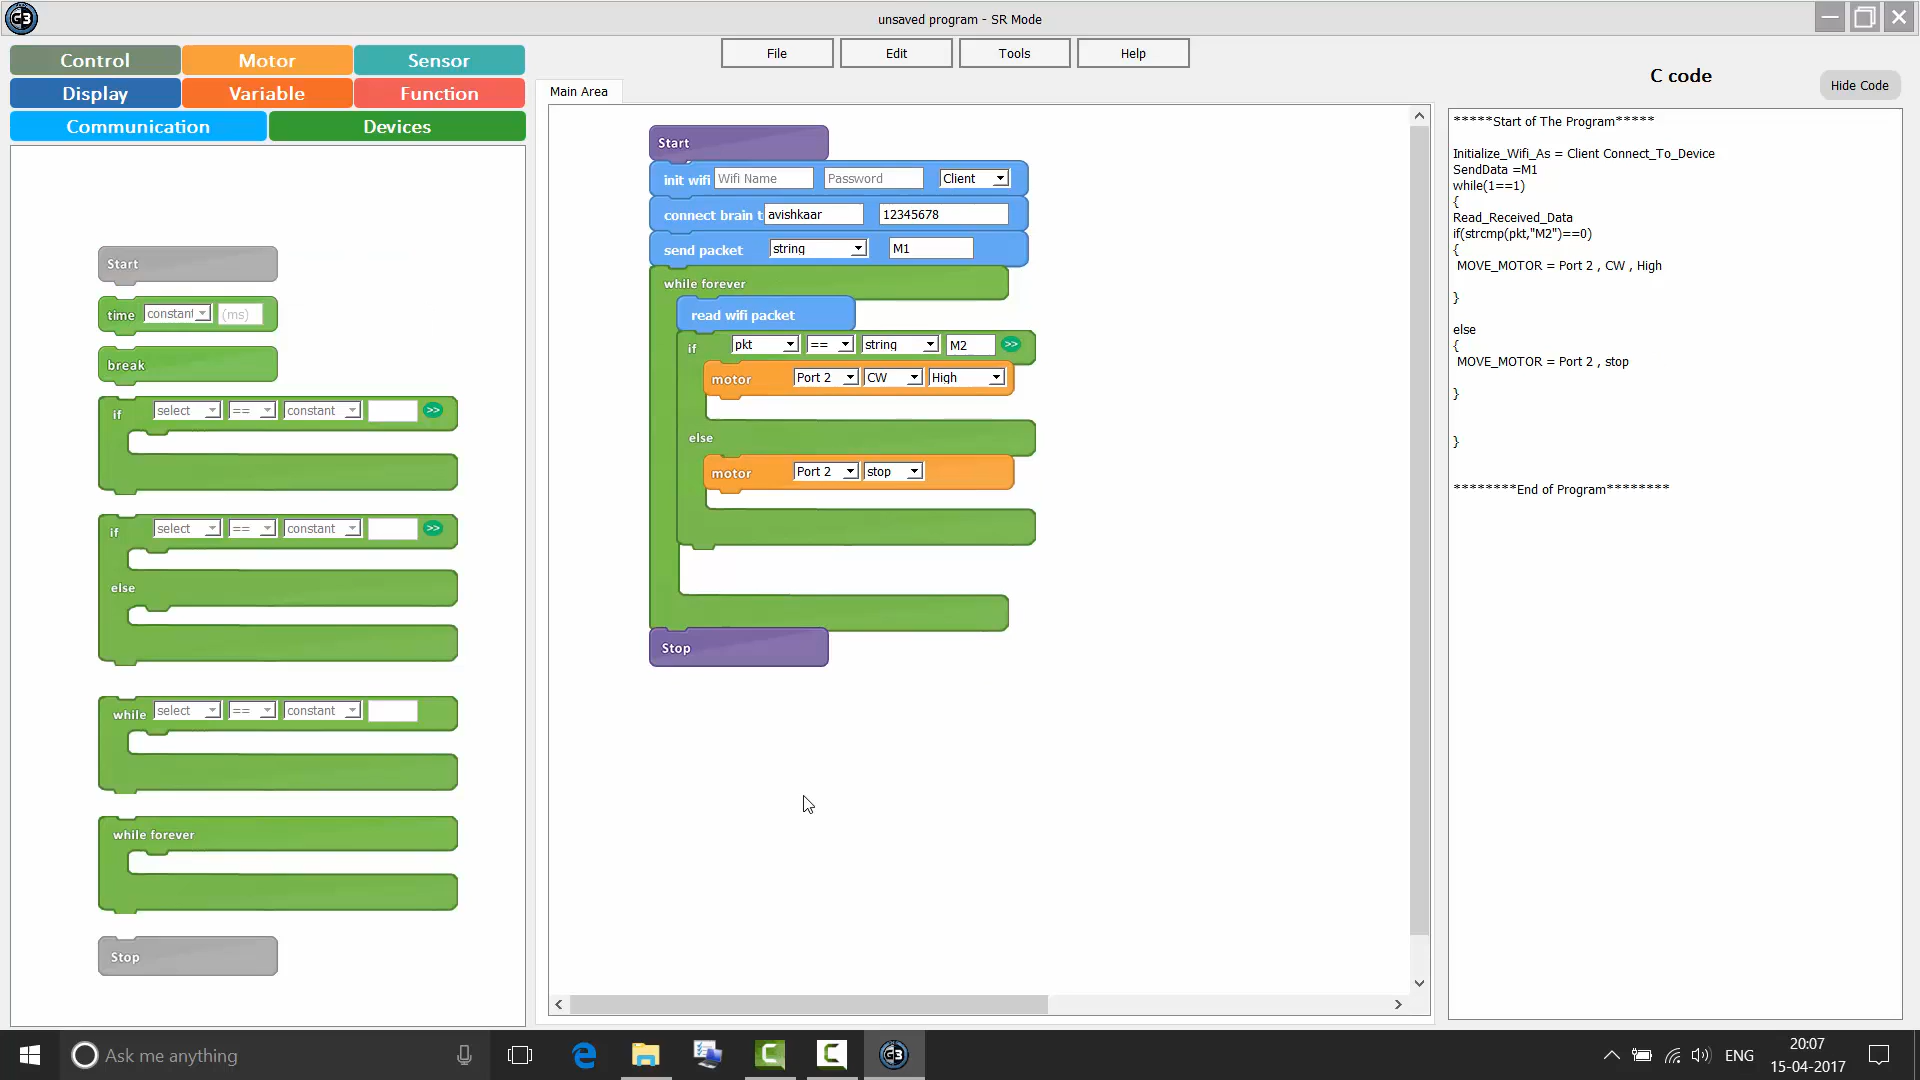 unsaved program - SR Mode
File Edit Tools Help
Control Motor Sensor
Display Variable Function
Communication Devices
Start
time constant (ms)
break
if select == constant >>
if select == constant >>
else
while select == constant
while forever
Stop
Main Area
Start
init wifi Wifi Name Password Client
connect brain t avishkaar 12345678
send packet string M1
while forever
read wifi packet
if pkt == string M2 >>
motor Port 2 CW High
else
motor Port 2 stop
Stop
C code
Hide Code
*****Start of The Program*****
Initialize_Wifi_As = Client Connect_To_Device
SendData =M1
while(1==1)
{
Read_Received_Data
if(strcmp(pkt,"M2")==0)
{
MOVE_MOTOR = Port 2 , CW , High
}
else
{
MOVE_MOTOR = Port 2 , stop
}
}
********End of Program********
Ask me anything
ENG
20:07
15-04-2017